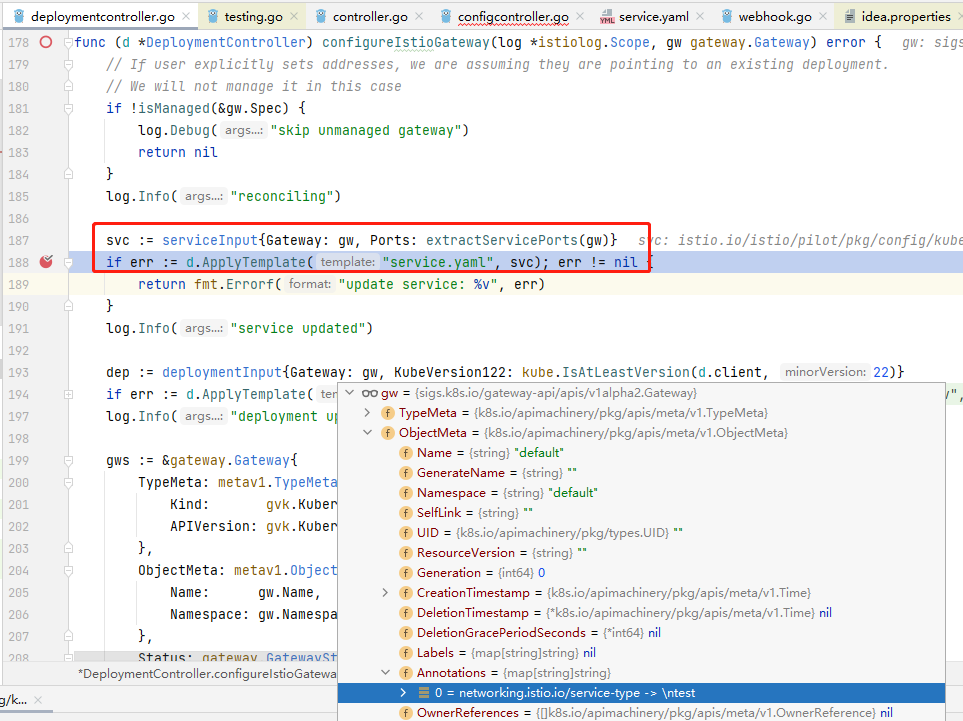 deploymentcontroller.go × testing.go × controller.go × configcontroller.go × service.yaml × webhook.go × idea.properties ×
178 func (d *DeploymentController) configureIstioGateway(log *istiolog.Scope, gw gateway.Gateway) error { gw: sigs
179 // If user explicitly sets addresses, we are assuming they are pointing to an existing deployment.
180 // We will not manage it in this case
181 if !isManaged(&gw.Spec) {
182 log.Debug( args...: "skip unmanaged gateway")
183 return nil
184 }
185 log.Info( args...: "reconciling")
186
187 svc := serviceInput{Gateway: gw, Ports: extractServicePorts(gw)} svc: istio.io/istio/pilot/pkg/config/kube
188 if err := d.ApplyTemplate( template: "service.yaml", svc); err != nil {
189 return fmt.Errorf( format: "update service: %v", err)
190 }
191 log.Info( args...: "service updated")
192
193 dep := deploymentInput{Gateway: gw, KubeVersion122: kube.IsAtLeastVersion(d.client, minorVersion: 22)}
194 if err := d.ApplyTemplate( ",
197 log.Info( args...: "deployment up
198
199 gws := &gateway.Gateway{
200 TypeMeta: metav1.TypeMeta
201 Kind: gvk.Kuber
202 APIVersion: gvk.Kuber
203 },
204 ObjectMeta: metav1.Object
205 Name: gw.Name,
206 Namespace: gw.Namespa
207 },
208 Status: gateway.GatewaySt
*DeploymentController.configureIstioGatewa
g/k... ×
gw = {sigs.k8s.io/gateway-api/apis/v1alpha2.Gateway}
TypeMeta = {k8s.io/apimachinery/pkg/apis/meta/v1.TypeMeta}
ObjectMeta = {k8s.io/apimachinery/pkg/apis/meta/v1.ObjectMeta}
Name = {string} "default"
GenerateName = {string} ""
Namespace = {string} "default"
SelfLink = {string} ""
UID = {k8s.io/apimachinery/pkg/types.UID} ""
ResourceVersion = {string} ""
Generation = {int64} 0
CreationTimestamp = {k8s.io/apimachinery/pkg/apis/meta/v1.Time}
DeletionTimestamp = {*k8s.io/apimachinery/pkg/apis/meta/v1.Time} nil
DeletionGracePeriodSeconds = {*int64} nil
Labels = {map[string]string} nil
Annotations = {map[string]string}
0 = networking.istio.io/service-type -> \ntest
OwnerReferences = {[]k8s.io/apimachinery/pkg/apis/meta/v1.OwnerReference} nil